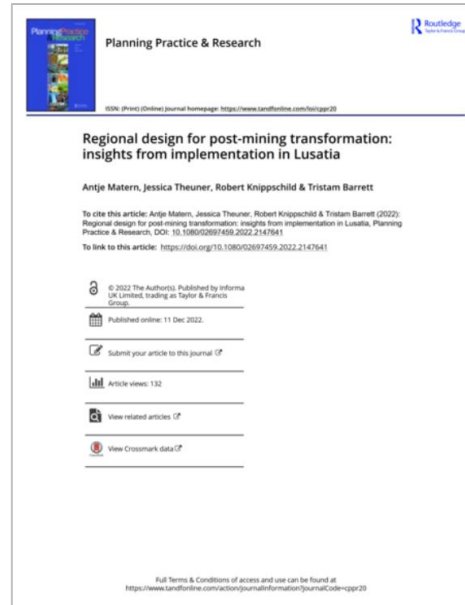 Planning Practice & Research
Routledge
Taylor & Francis Group
Planning Practice & Research
ISSN: (Print) (Online) Journal homepage: https://www.tandfonline.com/loi/cppr20
Regional design for post-mining transformation:
insights from implementation in Lusatia
Antje Matern, Jessica Theuner, Robert Knippschild & Tristam Barrett
To cite this article: Antje Matern, Jessica Theuner, Robert Knippschild & Tristam Barrett (2022):
Regional design for post-mining transformation: insights from implementation in Lusatia, Planning
Practice & Research, DOI: 10.1080/02697459.2022.2147641
To link to this article: https://doi.org/10.1080/02697459.2022.2147641
© 2022 The Author(s). Published by Informa
UK Limited, trading as Taylor & Francis
Group.
Published online: 11 Dec 2022.
Submit your article to this journal
Article views: 132
View related articles
View Crossmark data
Full Terms & Conditions of access and use can be found at
https://www.tandfonline.com/action/journalInformation?journalCode=cppr20